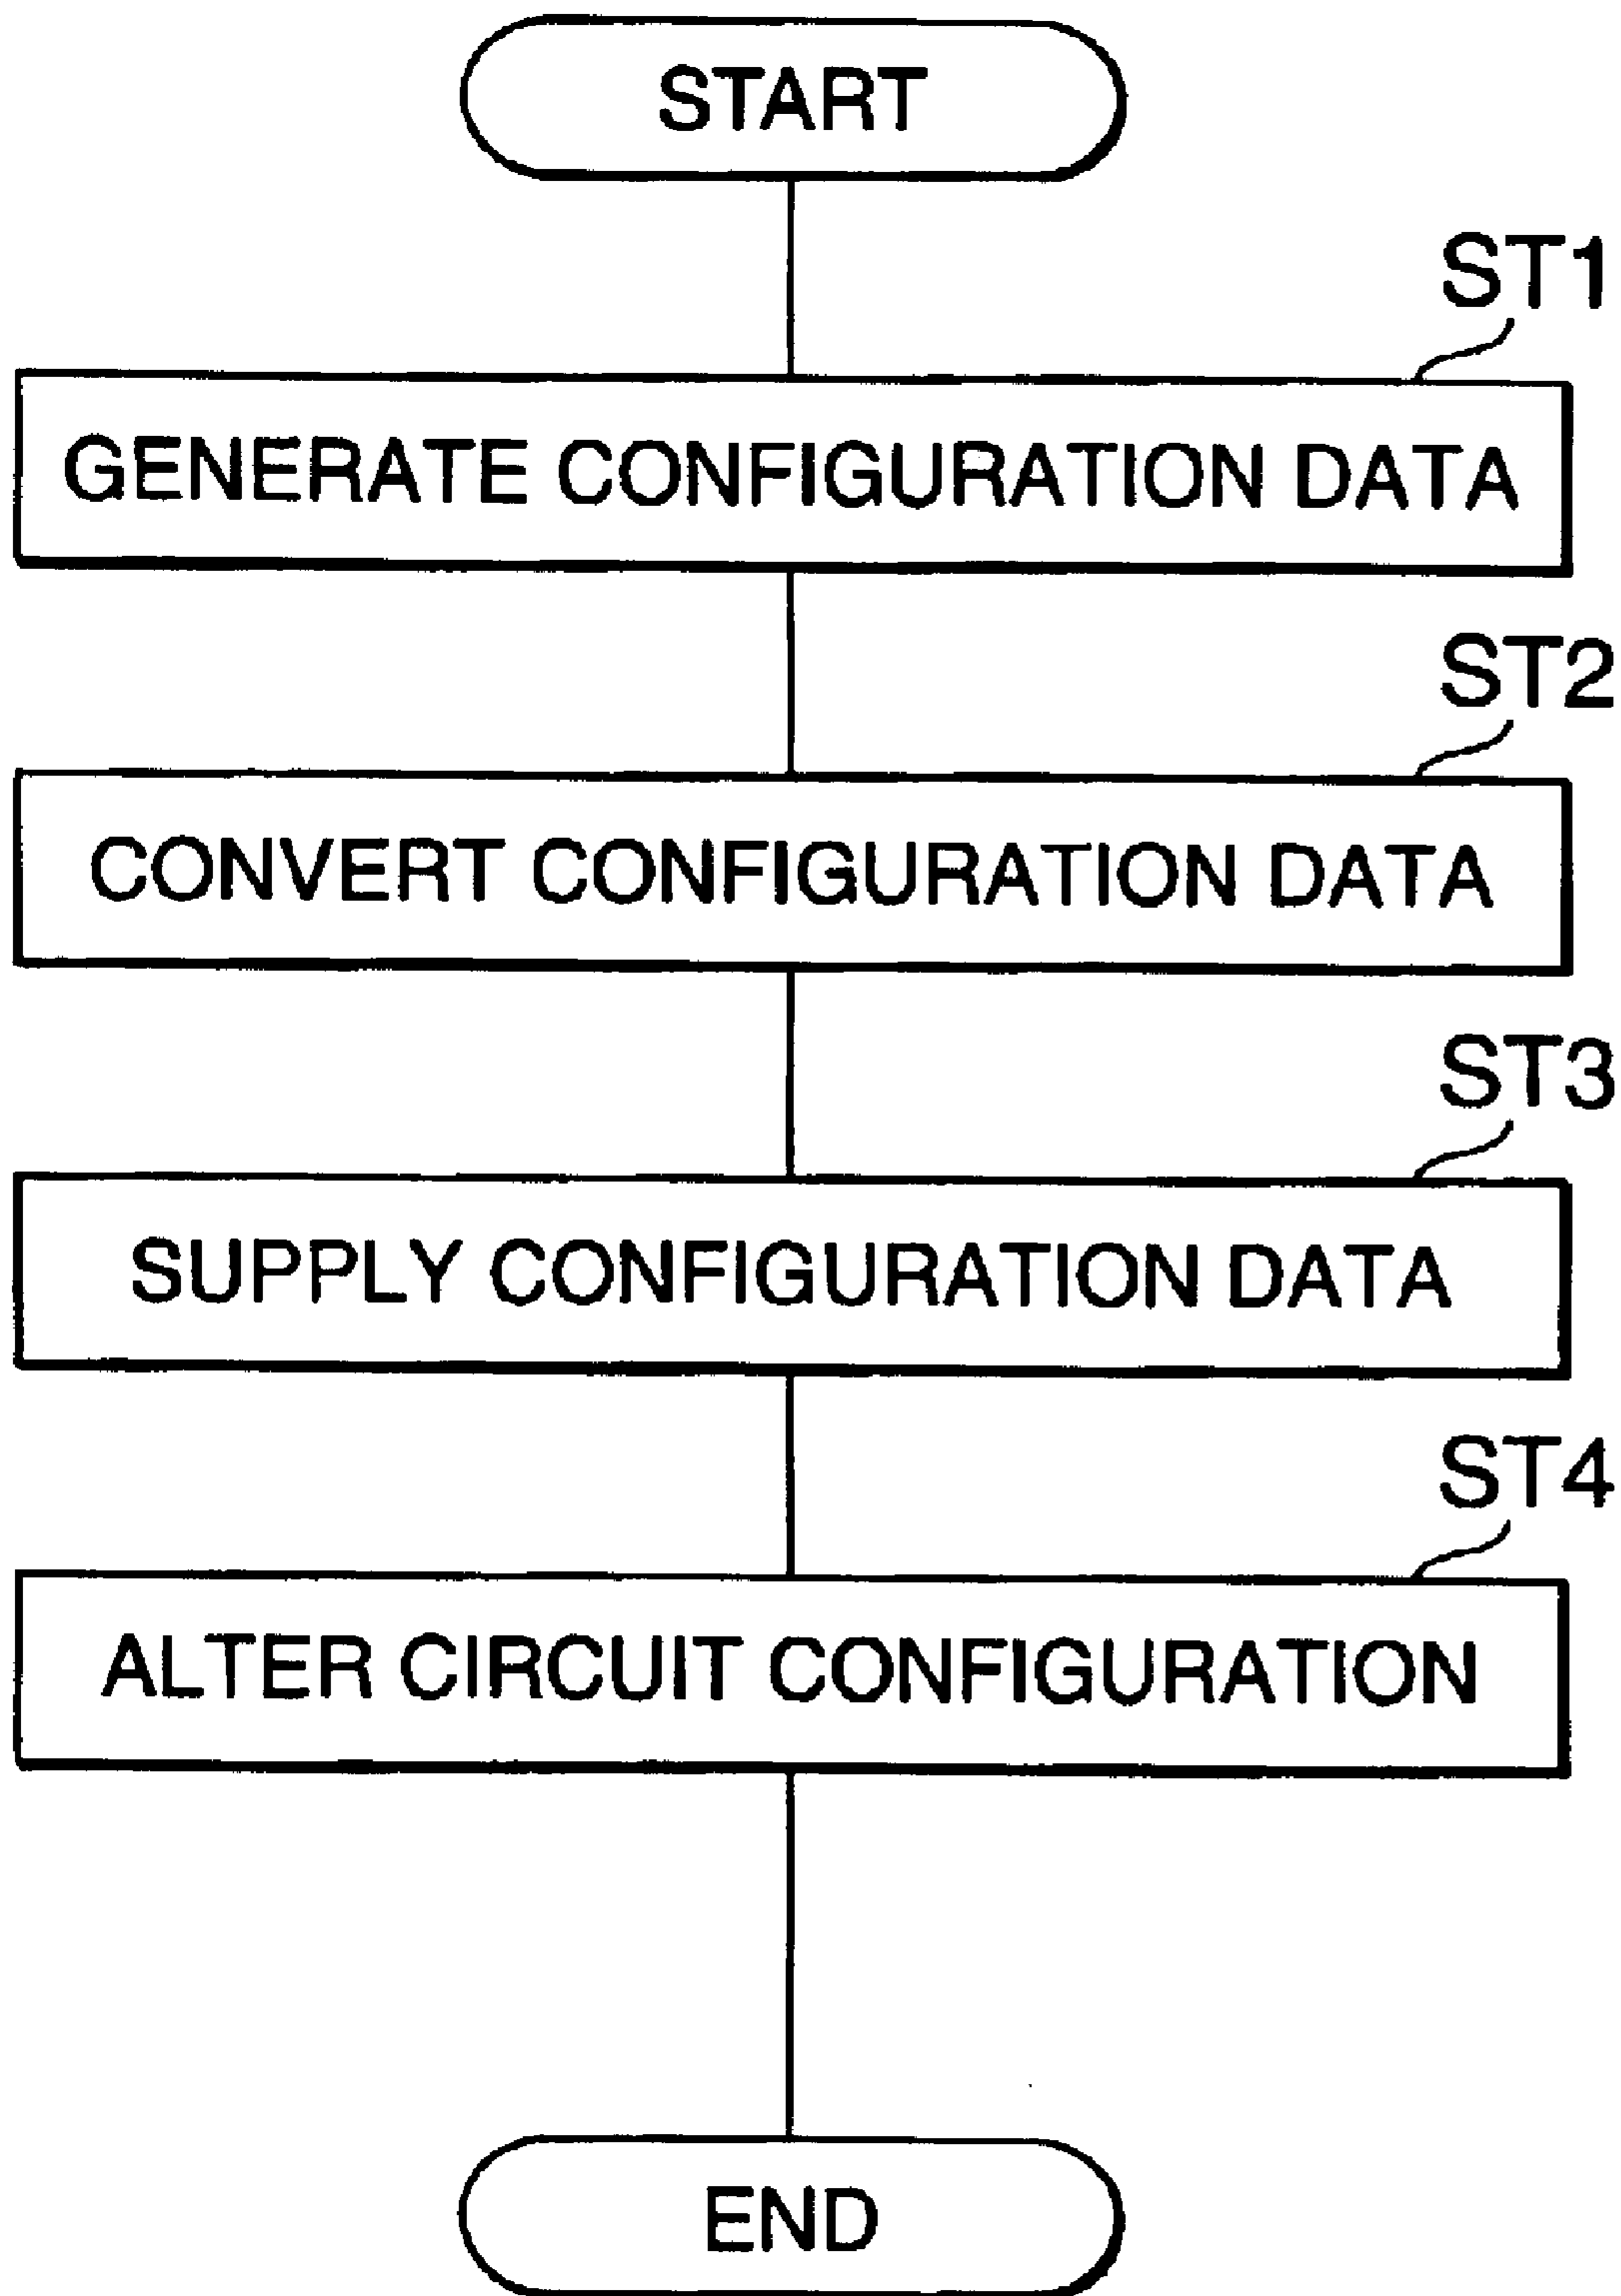 START
ST1
GENERATE CONFIGURATION DATA
ST2
CONVERT CONFIGURATION DATA
ST3
SUPPLY CONFIGURATION DATA
ST4
ALTER CIRCUIT CONFIGURATION
END